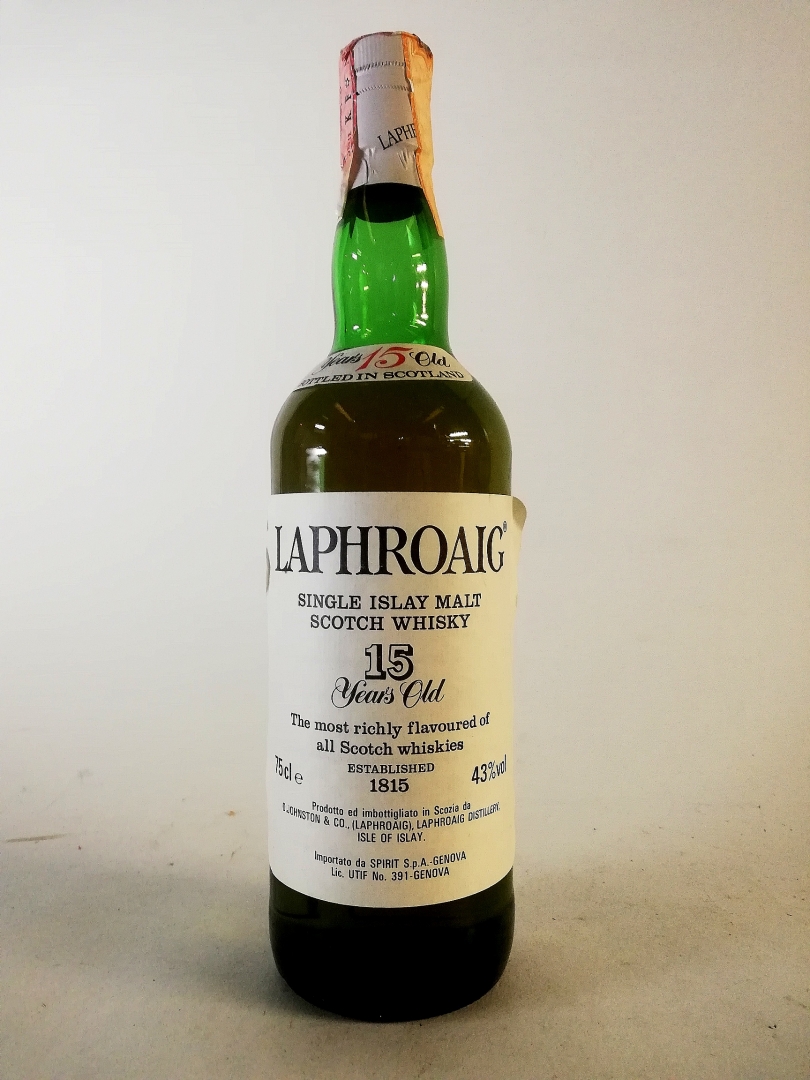 LAPHR
Years 15 Old
BOTTLED IN SCOTLAND
LAPHROAIG®
SINGLE ISLAY MALT
SCOTCH WHISKY
15
Years Old
The most richly flavoured of
all Scotch whiskies
ESTABLISHED
1815
75cl e
43%vol
Prodotto ed imbottigliato in Scozia da
D JOHNSTON & CO., (LAPHROAIG), LAPHROAIG DISTILLERY,
ISLE OF ISLAY.
Importato da SPIRIT S.p.A.-GENOVA
Lic. UTIF No. 391-GENOVA